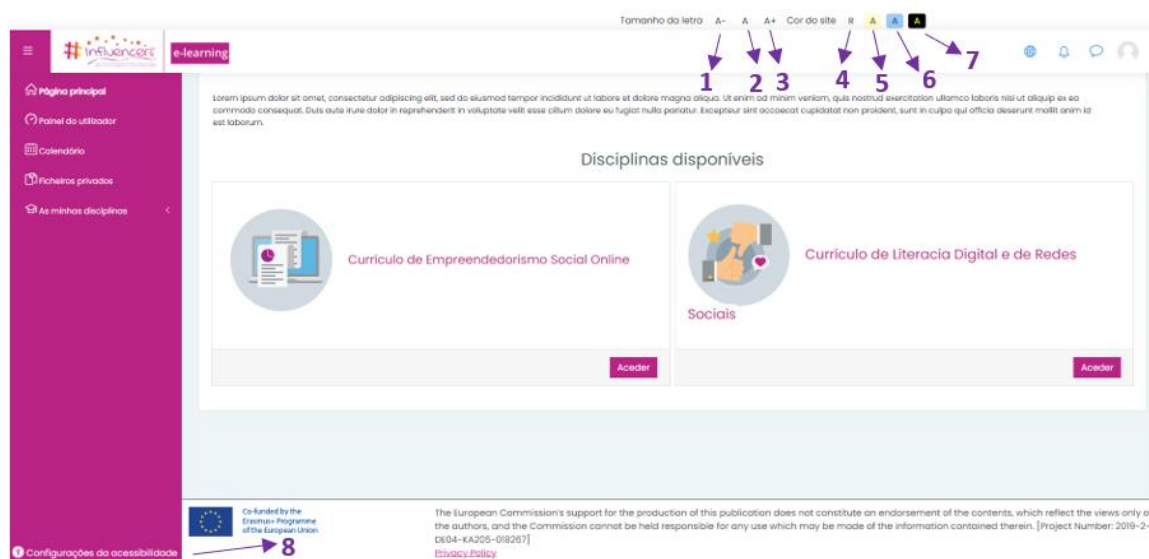 Tamanho da letra A- A A+ Cor do site R A A A
#Influencers e-learning
1 2 3 4 5 6 7
Página principal
Painel do utilizador
Calendário
Ficheiros privados
As minhas disciplinas
Lorem ipsum dolor sit amet, consectetur adipiscing elit, sed do eiusmod tempor incididunt ut labore et dolore magna aliqua. Ut enim ad minim veniam, quis nostrud exercitation ullamco laboris nisi ut aliquip ex ea
commodo consequat. Duis aute irure dolor in reprehenderit in voluptate velit esse cillum dolore eu fugiat nulla pariatur. Excepteur sint occaecat cupidatat non proident, sunt in culpa qui officia deserunt mollit anim id
est laborum.
Disciplinas disponíveis
Currículo de Empreendedorismo Social Online
Aceder
Currículo de Literacia Digital e de Redes
Sociais
Aceder
Co-funded by the
Erasmus+ Programme
of the European Union
The European Commission's support for the production of this publication does not constitute an endorsement of the contents, which reflect the views only o
the authors, and the Commission cannot be held responsible for any use which may be made of the information contained therein. [Project Number: 2019-2-
DE04-KA205-018267]
Privacy Policy
Configurações da acessibilidade
8